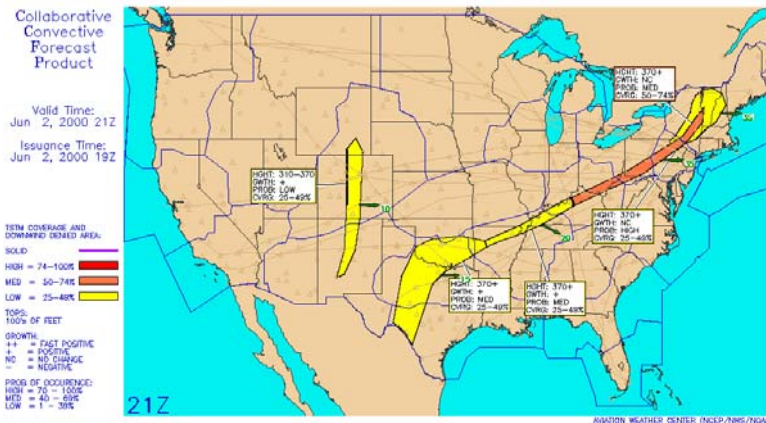 Collaborative
Convective
Forecast
Product
Valid Time:
Jun 2, 2000 21Z
Issuance Time:
Jun 2, 2000 19Z
TSTM COVERAGE AND
DOWNWIND DENIED AREA:
SOLID
HIGH = 74-100%
MED = 50-74%
LOW = 25-49%
TOPS:
100's OF FEET
GROWTH:
++ = FAST POSITIVE
+ = POSITIVE
NC = NO CHANGE
- = NEGATIVE
PROB OF OCCURENCE:
HIGH = 70 - 100%
MED = 40 - 69%
LOW = 1 - 39%
HGHT: 370+
GWTH: NC
PROB: MED
CVRG: 50-74%
35
35
HGHT: 310-370
GWTH: +
PROB: LOW
CVRG: 25-49%
10
HGHT: 370+
GWTH: NC
PROB: HIGH
CVRG: 25-49%
20
15
HGHT: 370+
GWTH: +
PROB: MED
CVRG: 25-49%
HGHT: 370+
GWTH: +
PROB: MED
CVRG: 25-49%
21Z
AVIATION WEATHER CENTER (NCEP/NWS/NOAA